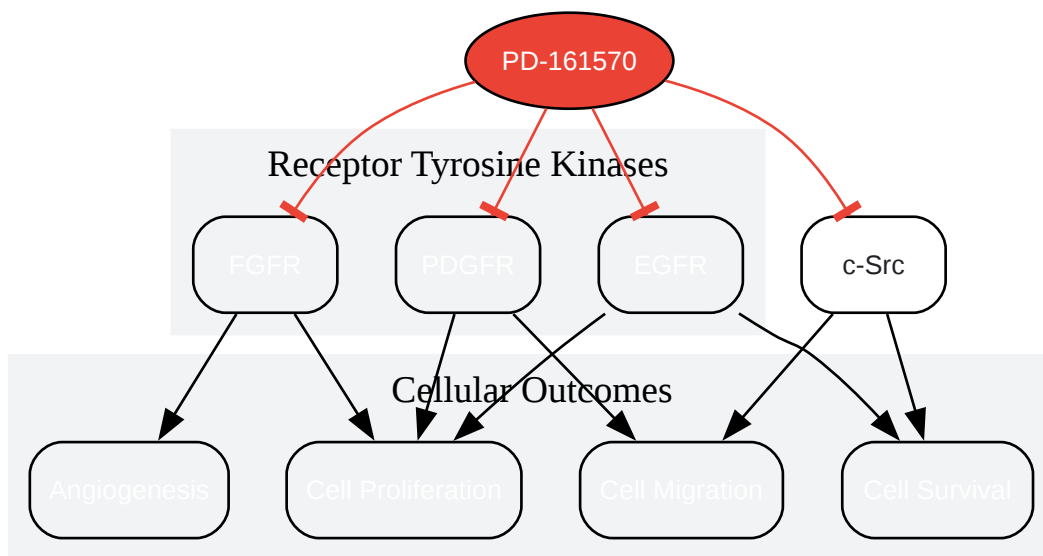 PD-161570
Receptor Tyrosine Kinases
FGFR
PDGFR
EGFR
c-Src
Cellular Outcomes
Angiogenesis
Cell Proliferation
Cell Migration
Cell Survival